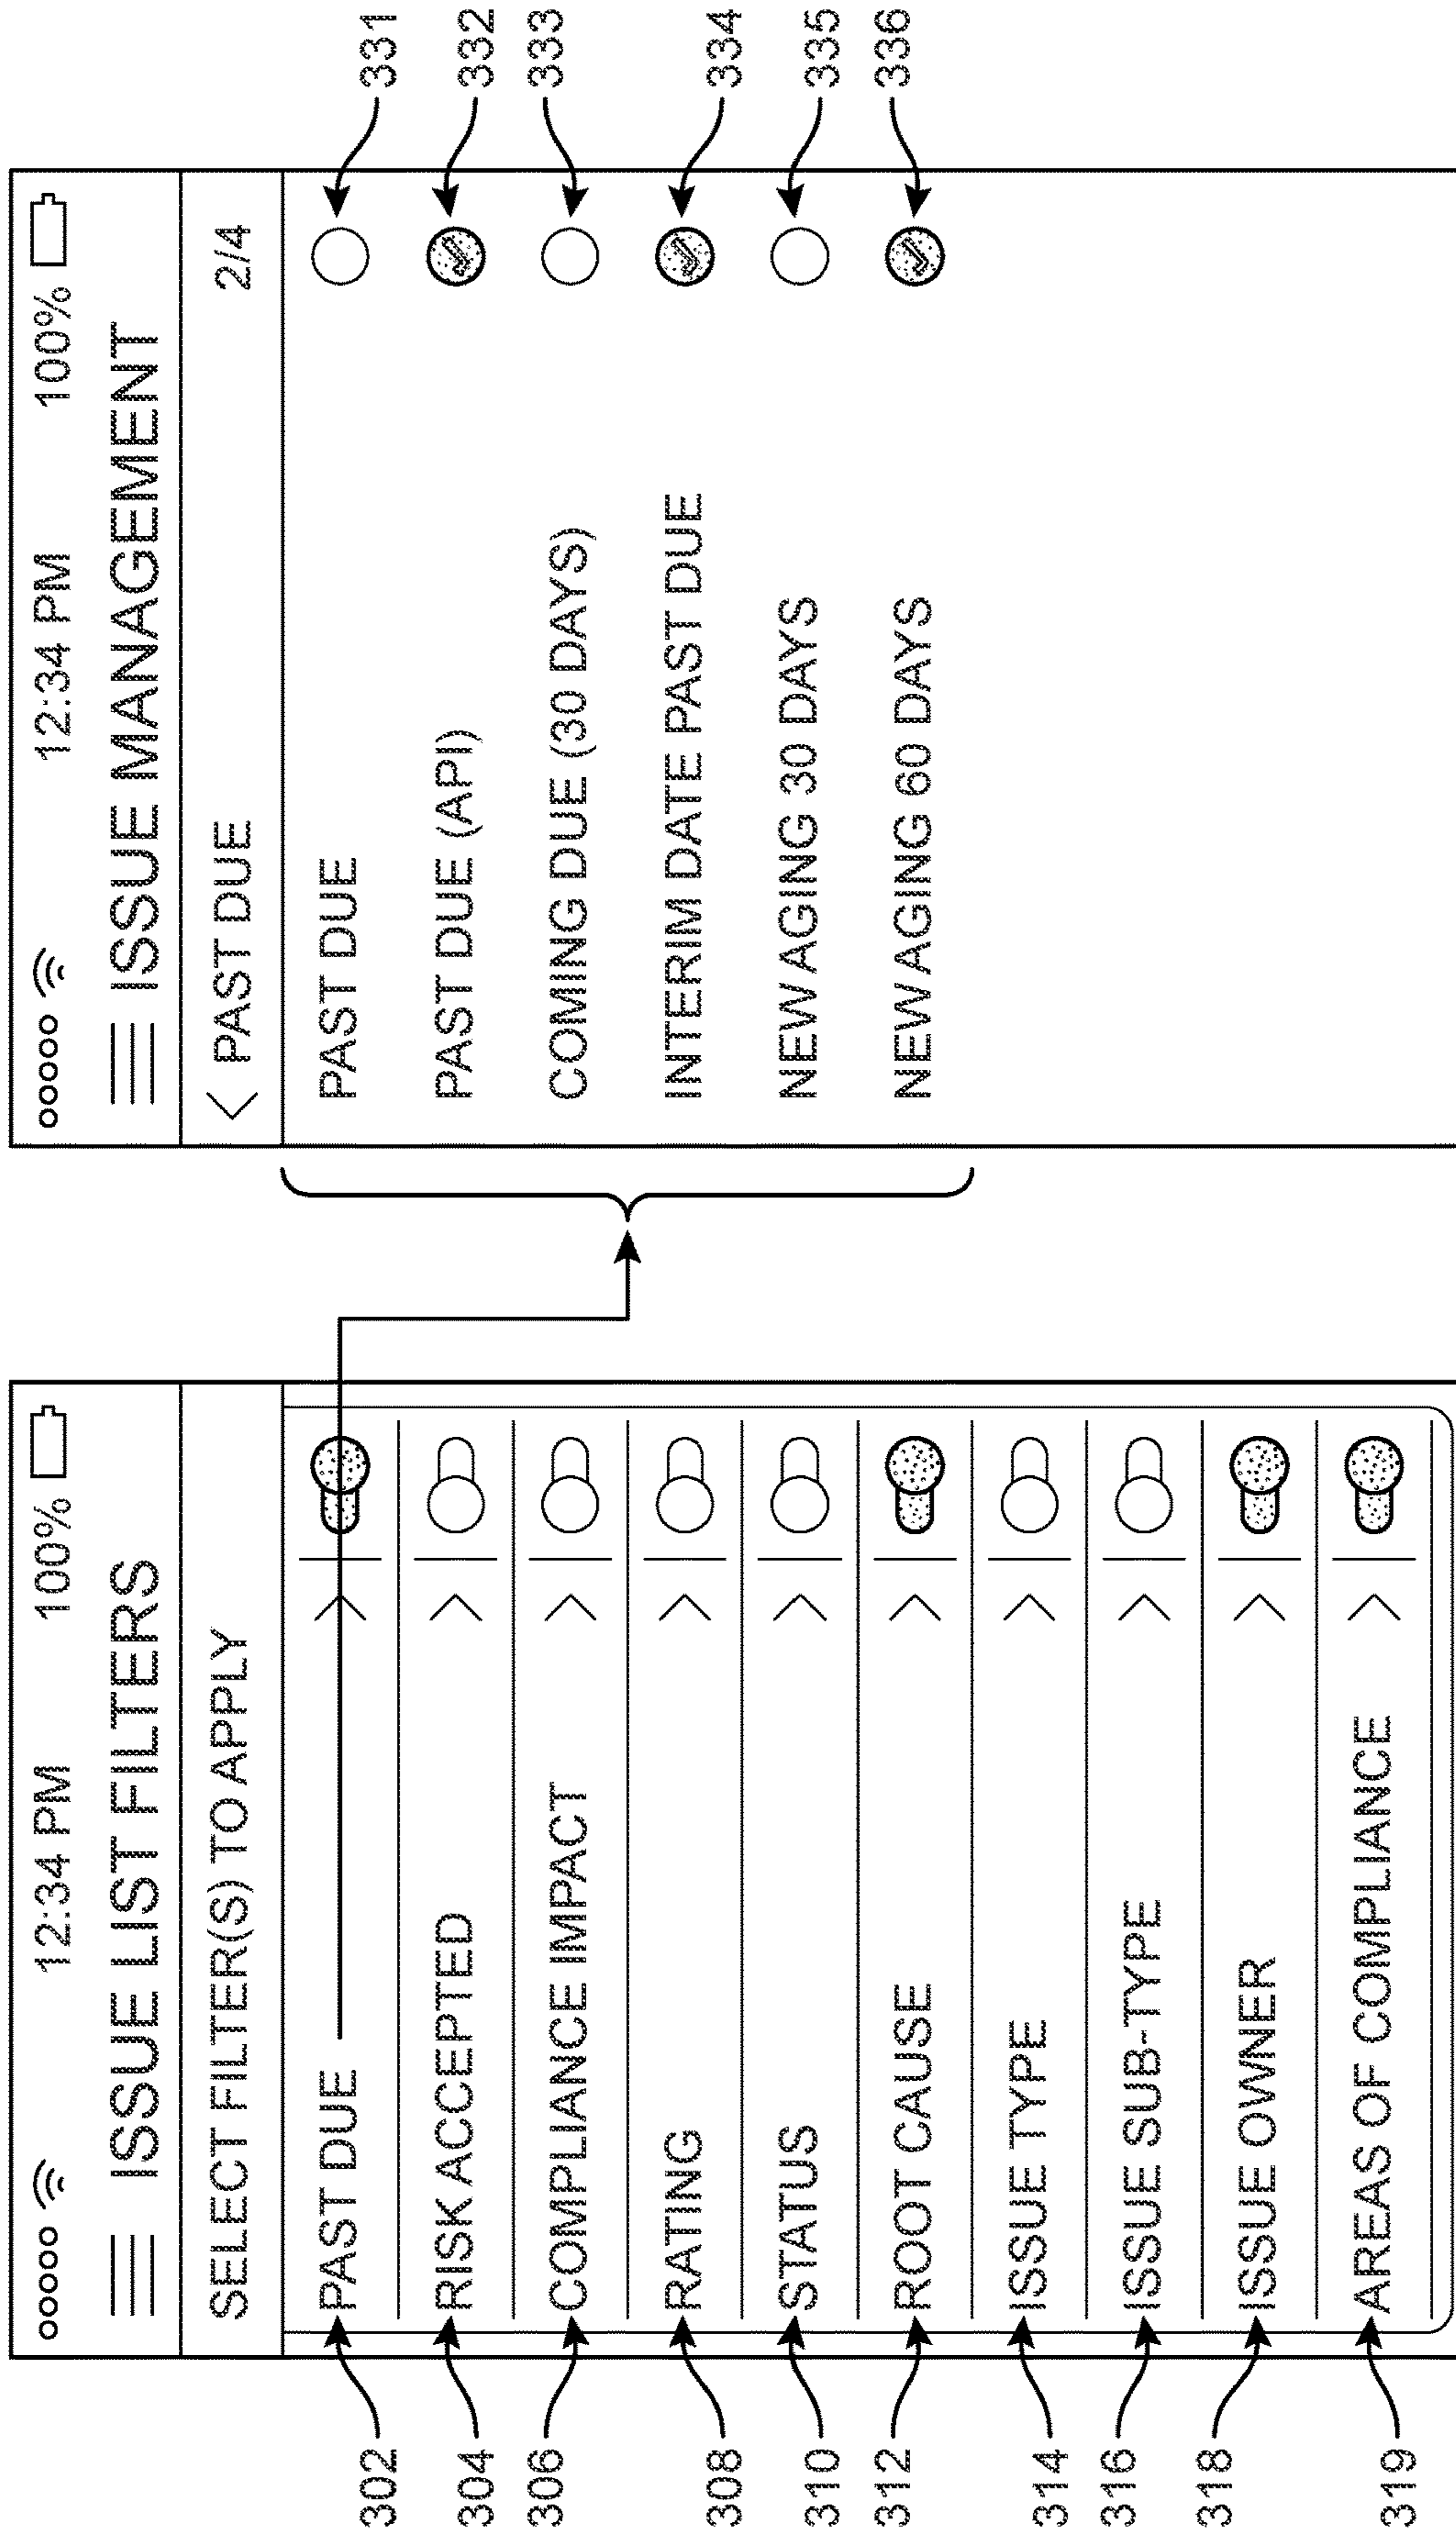 12:34 PM 100%
ISSUE LIST FILTERS
SELECT FILTER(S) TO APPLY
302 PAST DUE
304 RISK ACCEPTED
306 COMPLIANCE IMPACT
308 RATING
310 STATUS
312 ROOT CAUSE
314 ISSUE TYPE
316 ISSUE SUB-TYPE
318 ISSUE OWNER
319 AREAS OF COMPLIANCE
12:34 PM 100%
ISSUE MANAGEMENT
< PAST DUE 2/4
PAST DUE 331
PAST DUE (API) 332
COMING DUE (30 DAYS) 333
INTERIM DATE PAST DUE 334
NEW AGING 30 DAYS 335
NEW AGING 60 DAYS 336